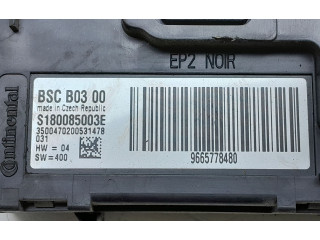 EP2 NOIR
Continental
BSC B03 00
made in Czech Republic
S180085003E
3500470200531478
031
HW = 04
SW = 400
9665778480